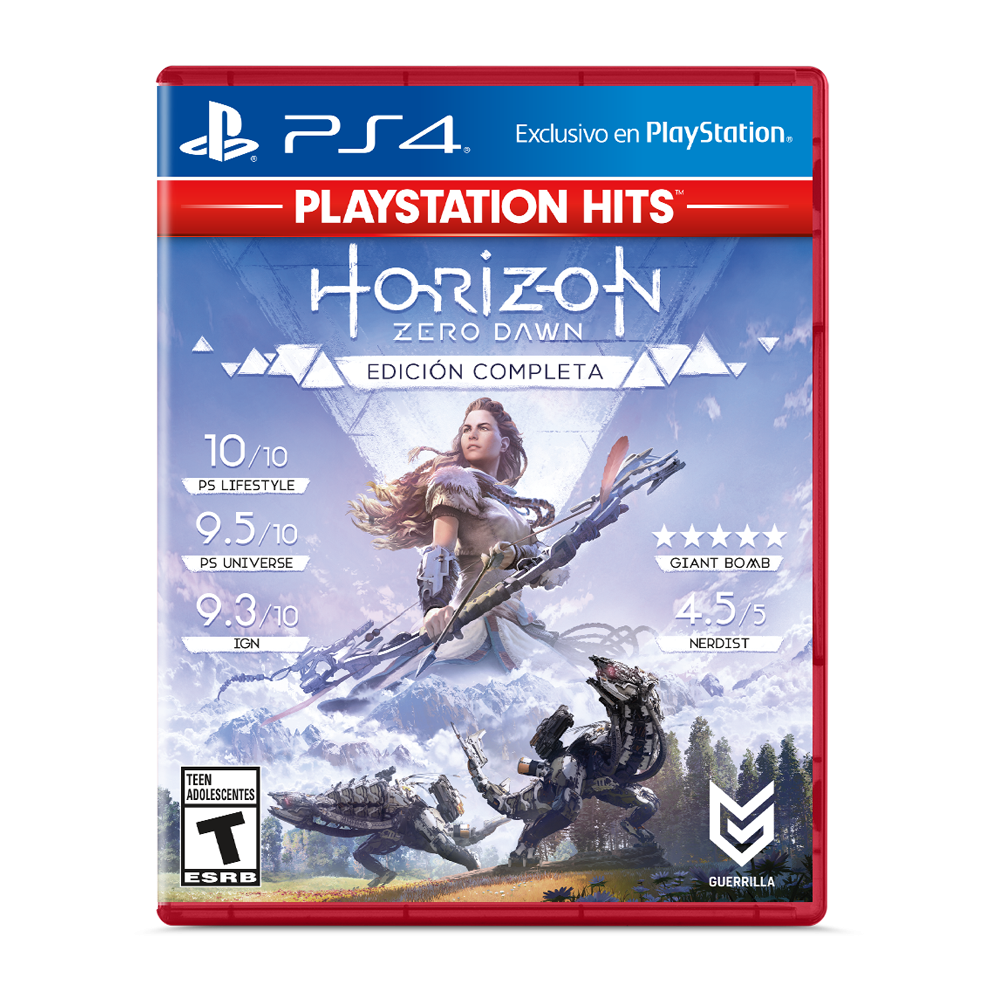 PS4 Exclusivo en PlayStation®
PLAYSTATION HITS™
HORIZON
ZERO DAWN
EDICIÓN COMPLETA
10/10
PS LIFESTYLE
9.5/10
PS UNIVERSE
9.3/10
IGN
★★★★★
GIANT BOMB
4.5/5
NERDIST
TEEN
ADOLESCENTES
T
ESRB
GUERRILLA